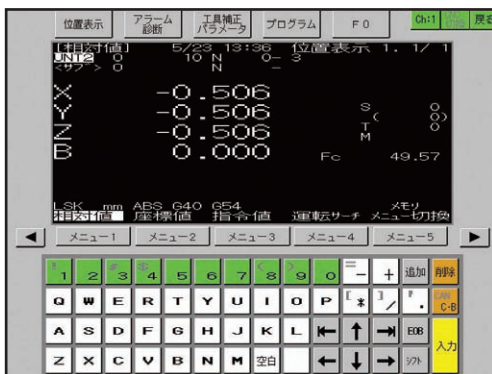 位置表示 アラーム診断 工具補正パラメータ プログラム F0 Ch:1 戻る
[相対値] 5/23 13:36 位置表示 1. 1/ 1
UNT2 O 10 N 0- 3
<サブ> O N -
X -0.506
Y -0.506 S 0
Z -0.506 ( 0)
T 0
M
B 0.000 Fc 49.57
LSK mm ABS G40 G54 メモリ
相対値 座標値 指令値 運転サーチ メニュー切換
◀ メニュー1 メニュー2 メニュー3 メニュー4 メニュー5 ▶
1 2 3 4 5 6 7 8 9 0 = - + 追加 削除
Q W E R T Y U I O P [ * ] / . CAN C・B
A S D F G H J K L |← ↑ →| EOB 入力
Z X C V B N M 空白 ← ↓ → シフト